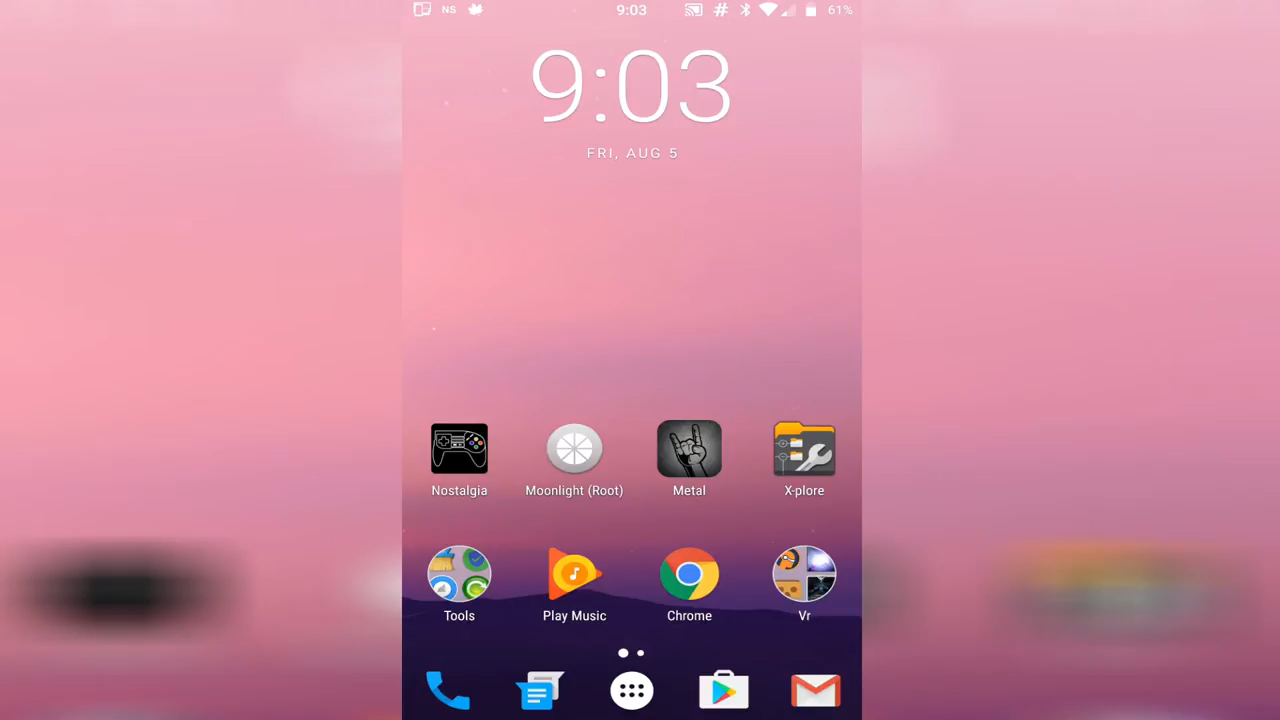 NS 9:03 # 61%
9:03
FRI, AUG 5
Nostalgia Moonlight (Root) Metal X-plore
Tools Play Music Chrome Vr